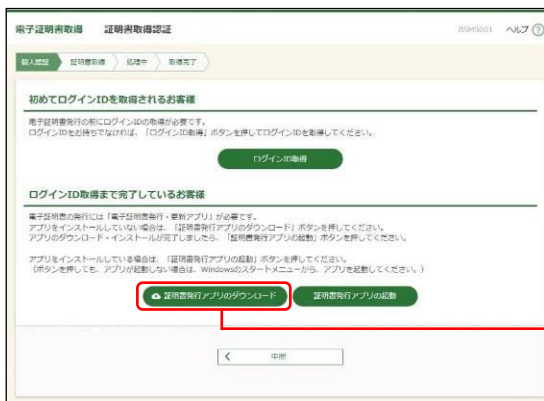 電子証明書取得　証明書取得認証
BSMS001　ヘルプ ?
個人認証　証明書取得　処理中　取得完了
初めてログインIDを取得されるお客様
電子証明書発行の前にログインIDの取得が必要です。
ログインIDをお持ちでなければ、「ログインID取得」ボタンを押してログインIDを取得してください。
ログインID取得
ログインID取得まで完了しているお客様
電子証明書の発行には「電子証明書発行・更新アプリ」が必要です。
アプリをインストールしていない場合は、「証明書発行アプリのダウンロード」ボタンを押してください。
アプリのダウンロード・インストールが完了しましたら、「証明書発行アプリの起動」ボタンを押してください。
アプリをインストールしている場合は、「証明書発行アプリの起動」ボタンを押してください。
（ボタンを押しても、アプリが起動しない場合は、Windowsのスタートメニューから、アプリを起動してください。）
証明書発行アプリのダウンロード　証明書発行アプリの起動
中断